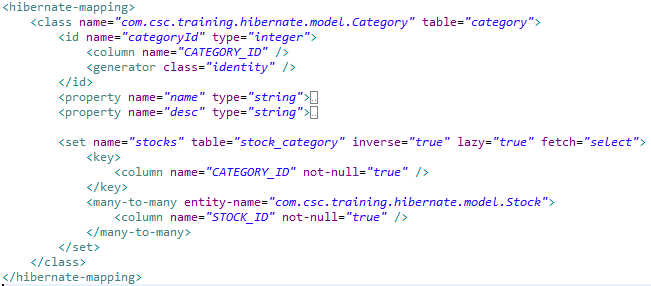 <hibernate-mapping>
<class name="com.csc.training.hibernate.model.Category" table="category">
<id name="categoryId" type="integer">
<column name="CATEGORY_ID" />
<generator class="identity" />
</id>
<property name="name" type="string">
<property name="desc" type="string">
<set name="stocks" table="stock_category" inverse="true" lazy="true" fetch="select">
<key>
<column name="CATEGORY_ID" not-null="true" />
</key>
<many-to-many entity-name="com.csc.training.hibernate.model.Stock">
<column name="STOCK_ID" not-null="true" />
</many-to-many>
</set>
</class>
</hibernate-mapping>